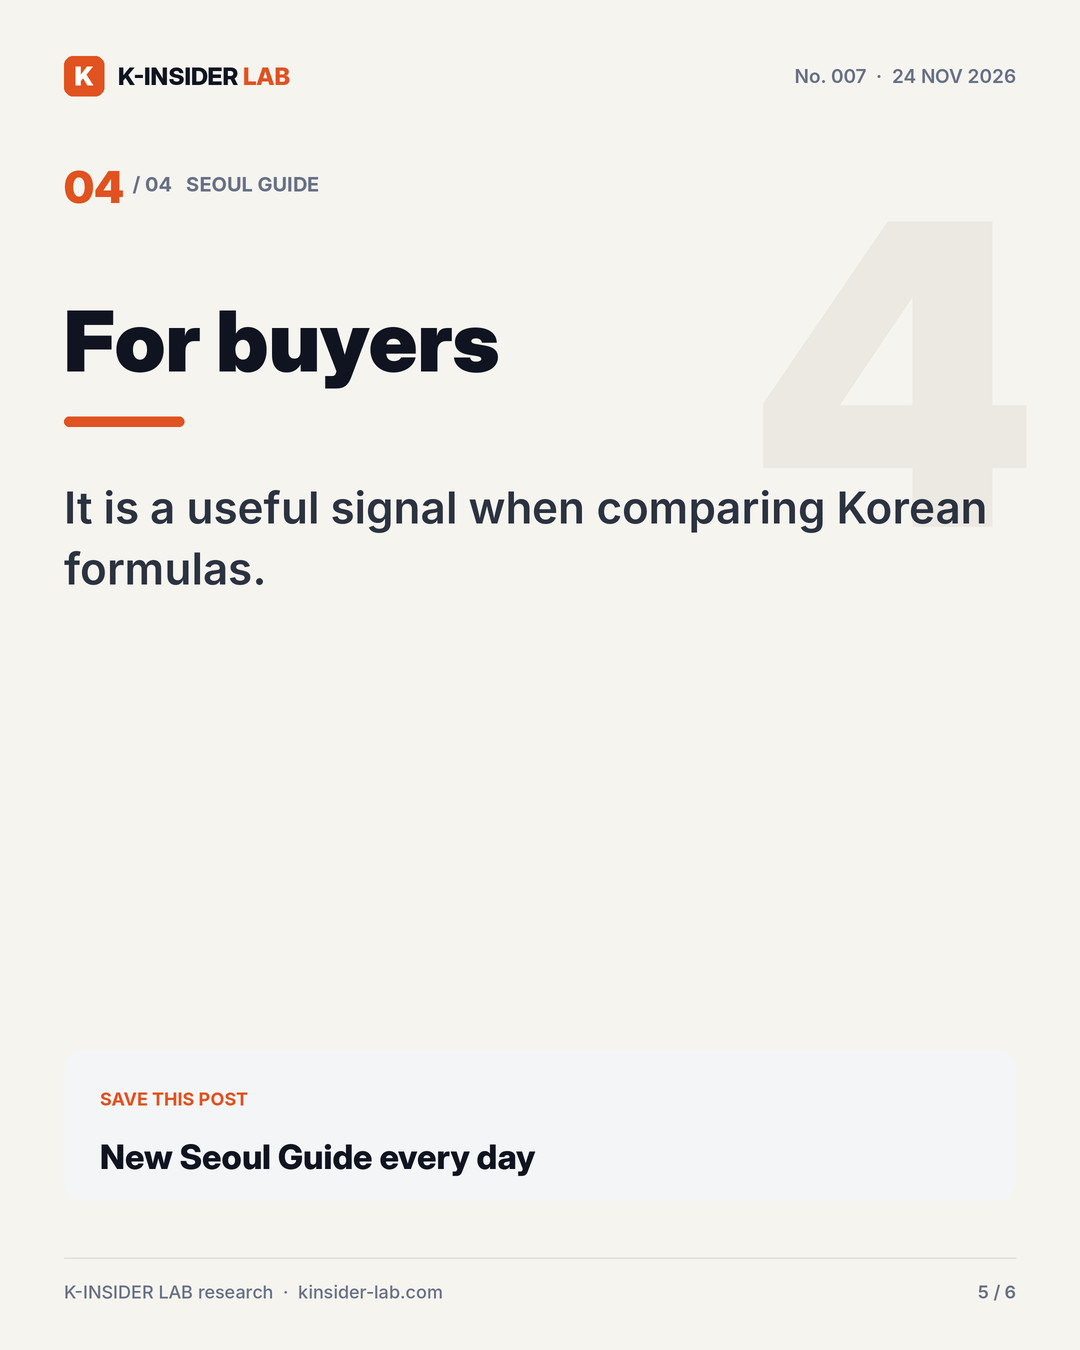 K K-INSIDER LAB
No. 007 · 24 NOV 2026
04 / 04 SEOUL GUIDE
4
For buyers
It is a useful signal when comparing Korean
formulas.
SAVE THIS POST
New Seoul Guide every day
K-INSIDER LAB research · kinsider-lab.com
5 / 6